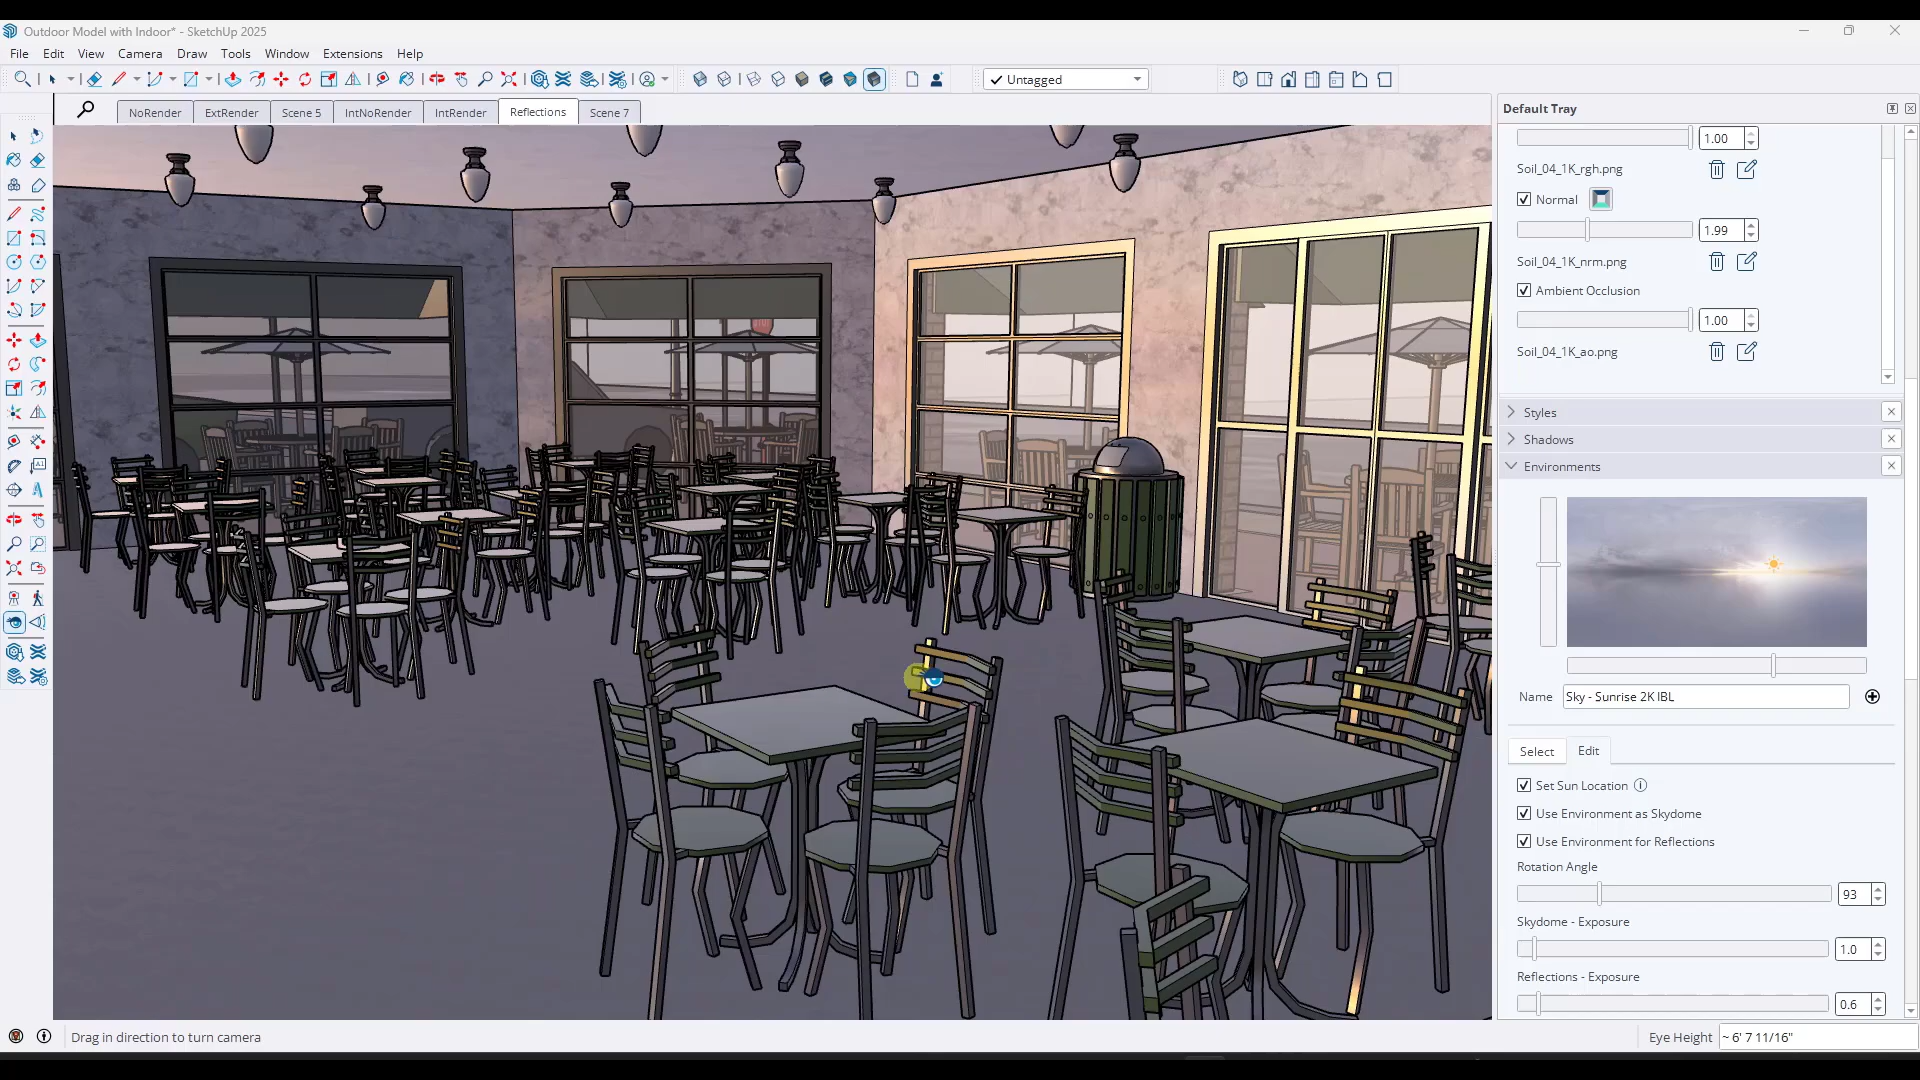 Outdoor Model with Indoor* - SketchUp 2025
File Edit View Camera Draw Tools Window Extensions Help
Untagged
NoRender ExtRender Scene 5 IntNoRender IntRender Reflections Scene 7
Default Tray
1.00
Soil_04_1K_rgh.png
Normal
1.99
Soil_04_1K_nrm.png
Ambient Occlusion
1.00
Soil_04_1K_ao.png
Styles
Shadows
Environments
Name Sky - Sunrise 2K IBL
Select Edit
Set Sun Location
Use Environment as Skydome
Use Environment for Reflections
Rotation Angle
93
Skydome - Exposure
1.0
Reflections - Exposure
0.6
Drag in direction to turn camera
Eye Height ~ 6' 7 11/16"